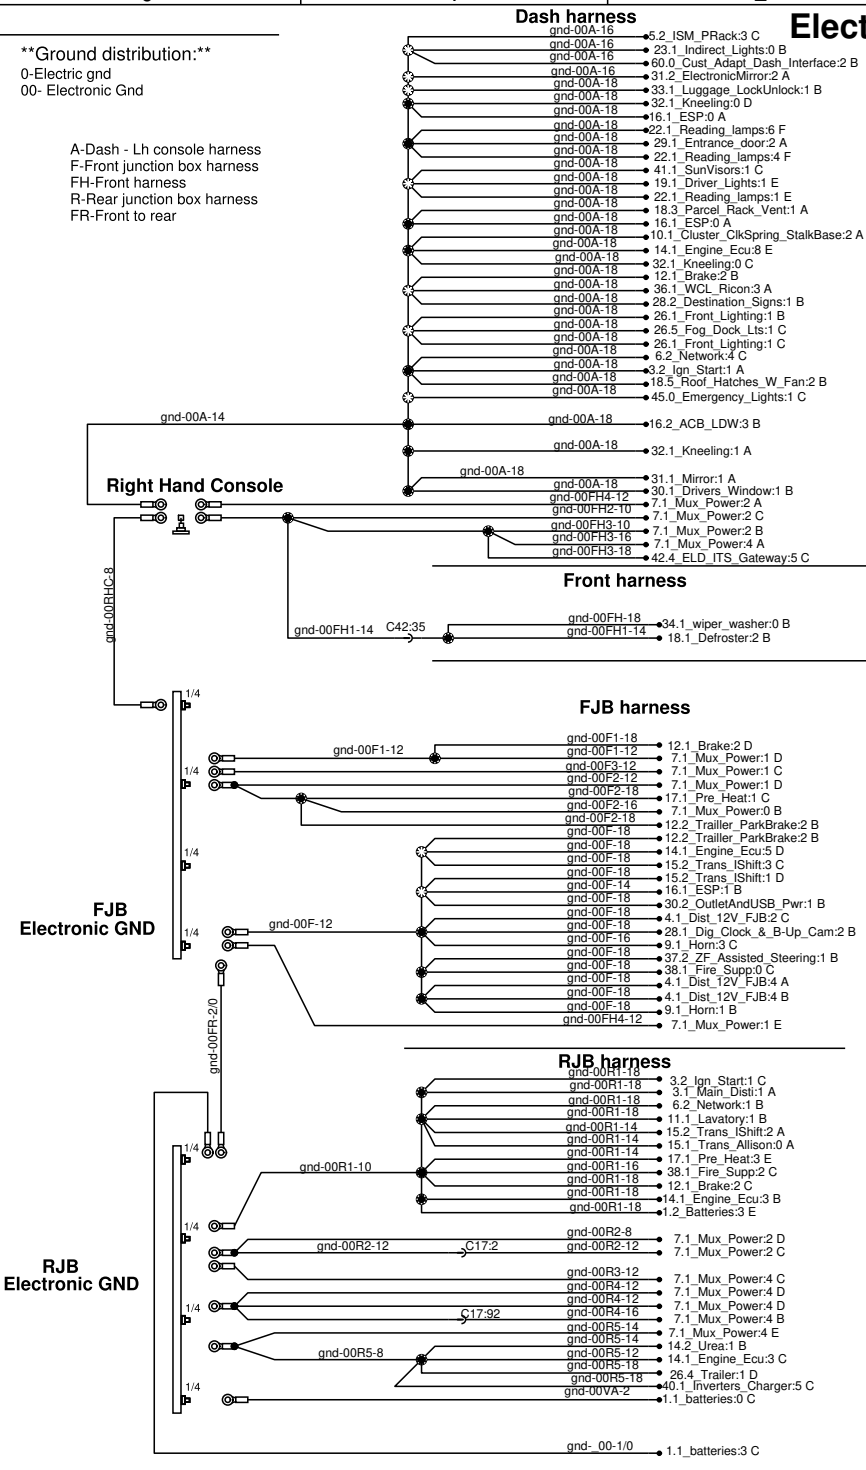 Elect
**Ground distribution:**
0-Electric gnd
00- Electronic Gnd
A-Dash - Lh console harness
F-Front junction box harness
FH-Front harness
R-Rear junction box harness
FR-Front to rear
Dash harness
gnd-00A-16 5.2_ISM_PRack:3 C
gnd-00A-16 23.1_Indirect_Lights:0 B
gnd-00A-16 60.0_Cust_Adapt_Dash_Interface:2 B
gnd-00A-16 31.2_ElectronicMirror:2 A
gnd-00A-18 33.1_Luggage_LockUnlock:1 B
gnd-00A-18 32.1_Kneeling:0 D
gnd-00A-18 16.1_ESP:0 A
gnd-00A-18 22.1_Reading_lamps:6 F
gnd-00A-18 29.1_Entrance_door:2 A
gnd-00A-18 22.1_Reading_lamps:4 F
gnd-00A-18 41.1_SunVisors:1 C
gnd-00A-18 19.1_Driver_Lights:1 E
gnd-00A-18 22.1_Reading_lamps:1 E
gnd-00A-18 18.3_Parcel_Rack_Vent:1 A
gnd-00A-18 16.1_ESP:0 A
gnd-00A-18 10.1_Cluster_ClkSpring_StalkBase:2 A
gnd-00A-18 14.1_Engine_Ecu:8 E
gnd-00A-18 32.1_Kneeling:0 C
gnd-00A-18 12.1_Brake:2 B
gnd-00A-18 36.1_WCL_Ricon:3 A
gnd-00A-18 28.2_Destination_Signs:1 B
gnd-00A-18 26.1_Front_Lighting:1 B
gnd-00A-18 26.5_Fog_Dock_Lts:1 C
gnd-00A-18 26.1_Front_Lighting:1 C
gnd-00A-18 6.2_Network:4 C
gnd-00A-18 3.2_Ign_Start:1 A
gnd-00A-18 18.5_Roof_Hatches_W_Fan:2 B
gnd-00A-18 45.0_Emergency_Lights:1 C
gnd-00A-14 gnd-00A-18 16.2_ACB_LDW:3 B
gnd-00A-18 32.1_Kneeling:1 A
gnd-00A-18 31.1_Mirror:1 A
gnd-00A-18 30.1_Drivers_Window:1 B
Right Hand Console
gnd-00FH4-12 7.1_Mux_Power:2 A
gnd-00FH2-10 7.1_Mux_Power:2 C
gnd-00FH3-10 7.1_Mux_Power:2 B
gnd-00FH3-16 7.1_Mux_Power:4 A
gnd-00FH3-18 42.4_ELD_ITS_Gateway:5 C
gnd-00RHC-8
Front harness
gnd-00FH-18 34.1_wiper_washer:0 B
gnd-00FH1-14 C42:35 gnd-00FH1-14 18.1_Defroster:2 B
FJB harness
1/4
gnd-00F1-18 12.1_Brake:2 D
gnd-00F1-12 gnd-00F1-12 7.1_Mux_Power:1 D
1/4 gnd-00F3-12 7.1_Mux_Power:1 C
gnd-00F2-12 7.1_Mux_Power:1 D
gnd-00F2-18 17.1_Pre_Heat:1 C
gnd-00F2-16 7.1_Mux_Power:0 B
gnd-00F2-18 12.2_Trailler_ParkBrake:2 B
gnd-00F-18 12.2_Trailler_ParkBrake:2 B
1/4 gnd-00F-18 14.1_Engine_Ecu:5 D
gnd-00F-18 15.2_Trans_IShift:3 C
gnd-00F-18 15.2_Trans_IShift:1 D
gnd-00F-14 16.1_ESP:1 B
gnd-00F-18 30.2_OutletAndUSB_Pwr:1 B
FJB
Electronic GND
gnd-00F-18 4.1_Dist_12V_FJB:2 C
1/4 gnd-00F-12 gnd-00F-18 28.1_Dig_Clock_&_B-Up_Cam:2 B
gnd-00F-16 9.1_Horn:3 C
gnd-00F-18 37.2_ZF_Assisted_Steering:1 B
gnd-00F-18 38.1_Fire_Supp:0 C
gnd-00F-18 4.1_Dist_12V_FJB:4 A
gnd-00F-18 4.1_Dist_12V_FJB:4 B
gnd-00F-18 9.1_Horn:1 B
gnd-00FH4-12 7.1_Mux_Power:1 E
gnd-00FR-2/0
RJB harness
gnd-00R1-18 3.2_Ign_Start:1 C
gnd-00R1-18 3.1_Main_Disti:1 A
gnd-00R1-18 6.2_Network:1 B
gnd-00R1-18 11.1_Lavatory:1 B
gnd-00R1-14 15.2_Trans_IShift:2 A
1/4 gnd-00R1-14 15.1_Trans_Allison:0 A
gnd-00R1-14 17.1_Pre_Heat:3 E
gnd-00R1-10 gnd-00R1-16 38.1_Fire_Supp:2 C
gnd-00R1-18 12.1_Brake:2 C
gnd-00R1-18 14.1_Engine_Ecu:3 B
gnd-00R1-18 1.2_Batteries:3 E
1/4
gnd-00R2-8 7.1_Mux_Power:2 D
gnd-00R2-12 C17:2 gnd-00R2-12 7.1_Mux_Power:2 C
RJB
Electronic GND
gnd-00R3-12 7.1_Mux_Power:4 C
gnd-00R4-12 7.1_Mux_Power:4 D
gnd-00R4-12 7.1_Mux_Power:4 D
1/4 C17:92 gnd-00R4-16 7.1_Mux_Power:4 B
gnd-00R5-14 7.1_Mux_Power:4 E
gnd-00R5-14 14.2_Urea:1 B
gnd-00R5-8 gnd-00R5-12 14.1_Engine_Ecu:3 C
gnd-00R5-18 26.4_Trailer:1 D
gnd-00R5-18 40.1_Inverters_Charger:5 C
1/4 gnd-00VA-2 1.1_batteries:0 C
gnd-_00-1/0 1.1_batteries:3 C